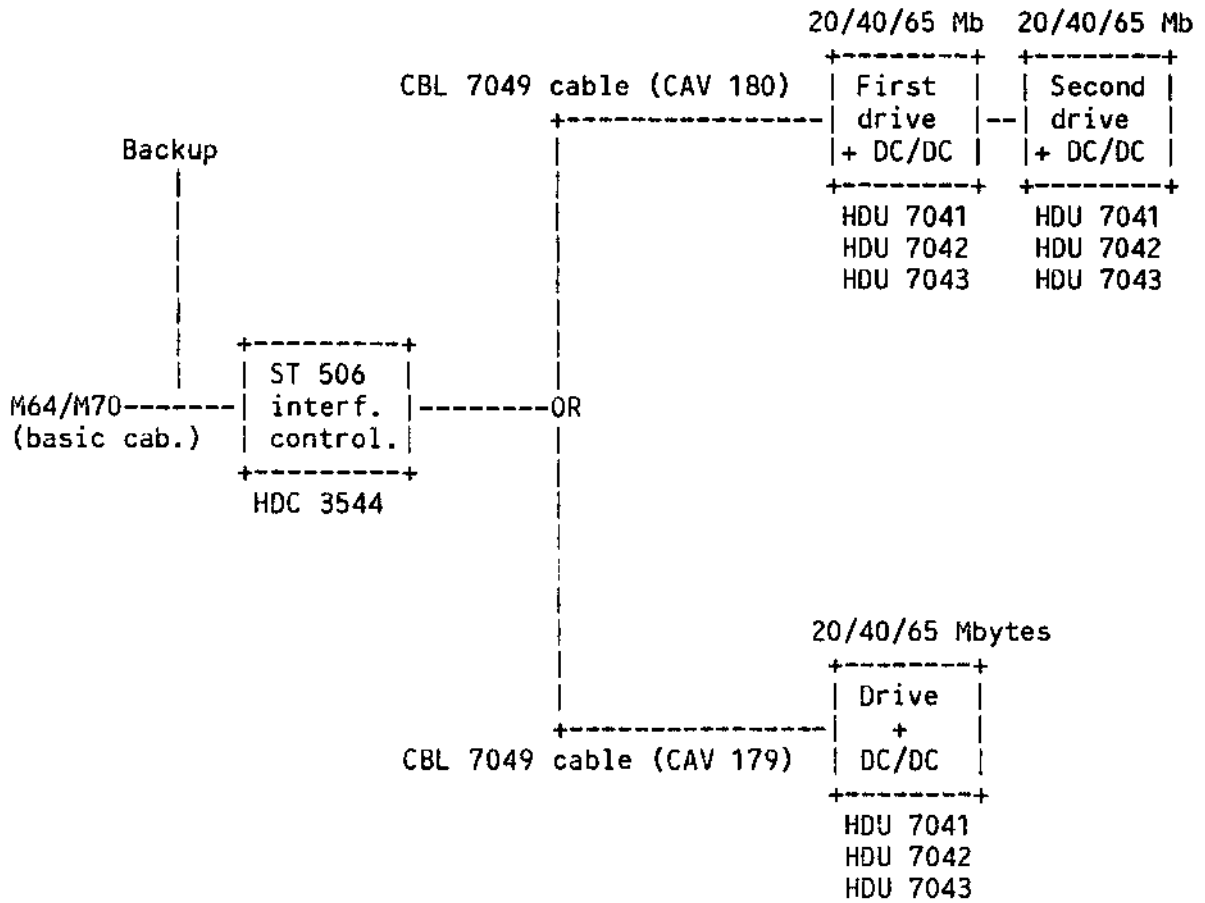 20/40/65 Mb 20/40/65 Mb
CBL 7049 cable (CAV 180)
First
drive
+ DC/DC
Second
drive
+ DC/DC
HDU 7041
HDU 7042
HDU 7043
HDU 7041
HDU 7042
HDU 7043
Backup
M64/M70
(basic cab.)
ST 506
interf.
control.
HDC 3544
OR
20/40/65 Mbytes
CBL 7049 cable (CAV 179)
Drive
+
DC/DC
HDU 7041
HDU 7042
HDU 7043